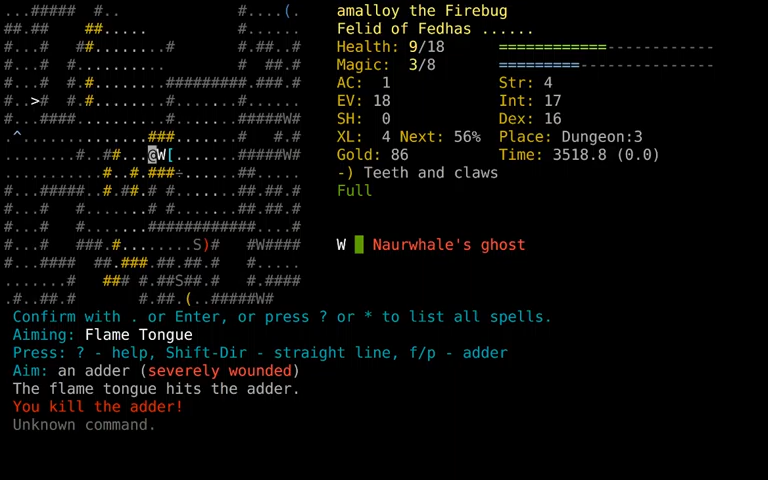 amalloy the Firebug
Felid of Fedhas ......
Health: 9/18 ============------------
Magic: 3/8 =========---------------
AC: 1 Str: 4
EV: 18 Int: 17
SH: 0 Dex: 16
XL: 4 Next: 56% Place: Dungeon:3
Gold: 86 Time: 3518.8 (0.0)
-) Teeth and claws
Full
W Naurwhale's ghost
Confirm with . or Enter, or press ? or * to list all spells.
Aiming: Flame Tongue
Press: ? - help, Shift-Dir - straight line, f/p - adder
Aim: an adder (severely wounded)
The flame tongue hits the adder.
You kill the adder!
Unknown command.